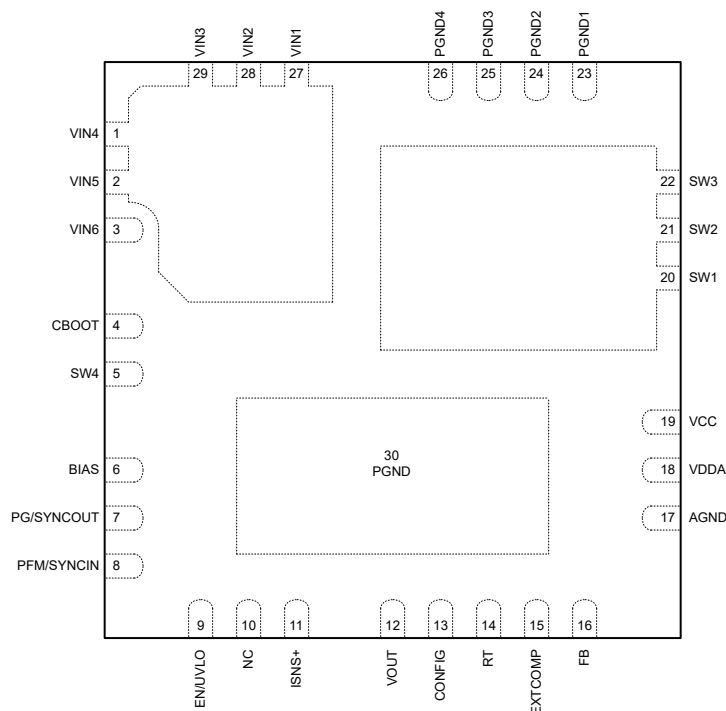 VIN3
VIN2
VIN1
PGND4
PGND3
PGND2
PGND1
29
28
27
26
25
24
23
VIN4 1
VIN5 2
VIN6 3
CBOOT 4
SW4 5
BIAS 6
PG/SYNCOUT 7
PFM/SYNCIN 8
22 SW3
21 SW2
20 SW1
19 VCC
18 VDDA
17 AGND
30
PGND
9
10
11
12
13
14
15
16
EN/UVLO
NC
ISNS+
VOUT
CONFIG
RT
EXTCOMP
FB